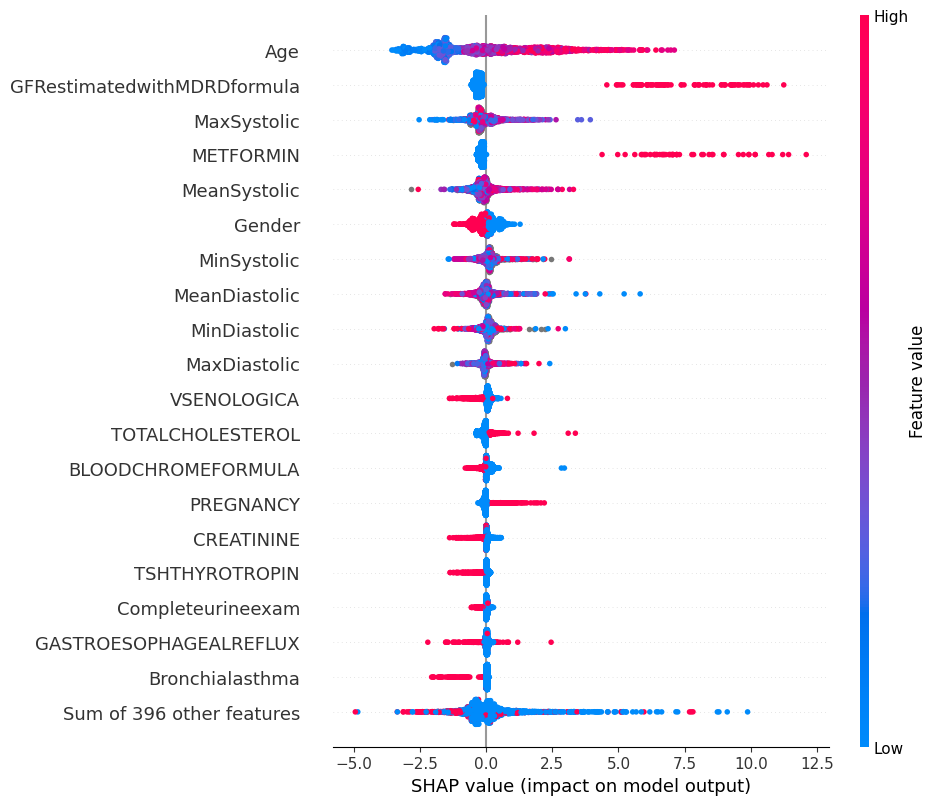 High
Age
GFRestimatedwithMDRDformula
MaxSystolic
METFORMIN
MeanSystolic
Gender
MinSystolic
MeanDiastolic
MinDiastolic
MaxDiastolic
VSENOLOGICA
TOTALCHOLESTEROL
BLOODCHROMEFORMULA
PREGNANCY
CREATININE
TSHTHYROTROPIN
Completeurineexam
GASTROESOPHAGEALREFLUX
Bronchialasthma
Sum of 396 other features
Feature value
Low
−5.0 −2.5 0.0 2.5 5.0 7.5 10.0 12.5
SHAP value (impact on model output)